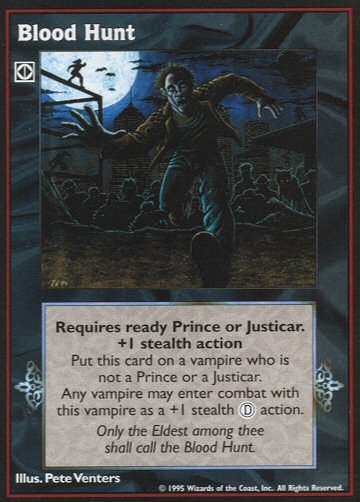 Blood Hunt
Requires ready Prince or Justicar.
+1 stealth action
Put this card on a vampire who is
not a Prince or a Justicar.
Any vampire may enter combat with
this vampire as a +1 stealth Ⓓ action.
Only the Eldest among thee
shall call the Blood Hunt.
Illus. Pete Venters
© 1995 Wizards of the Coast, Inc. All Rights Reserved.